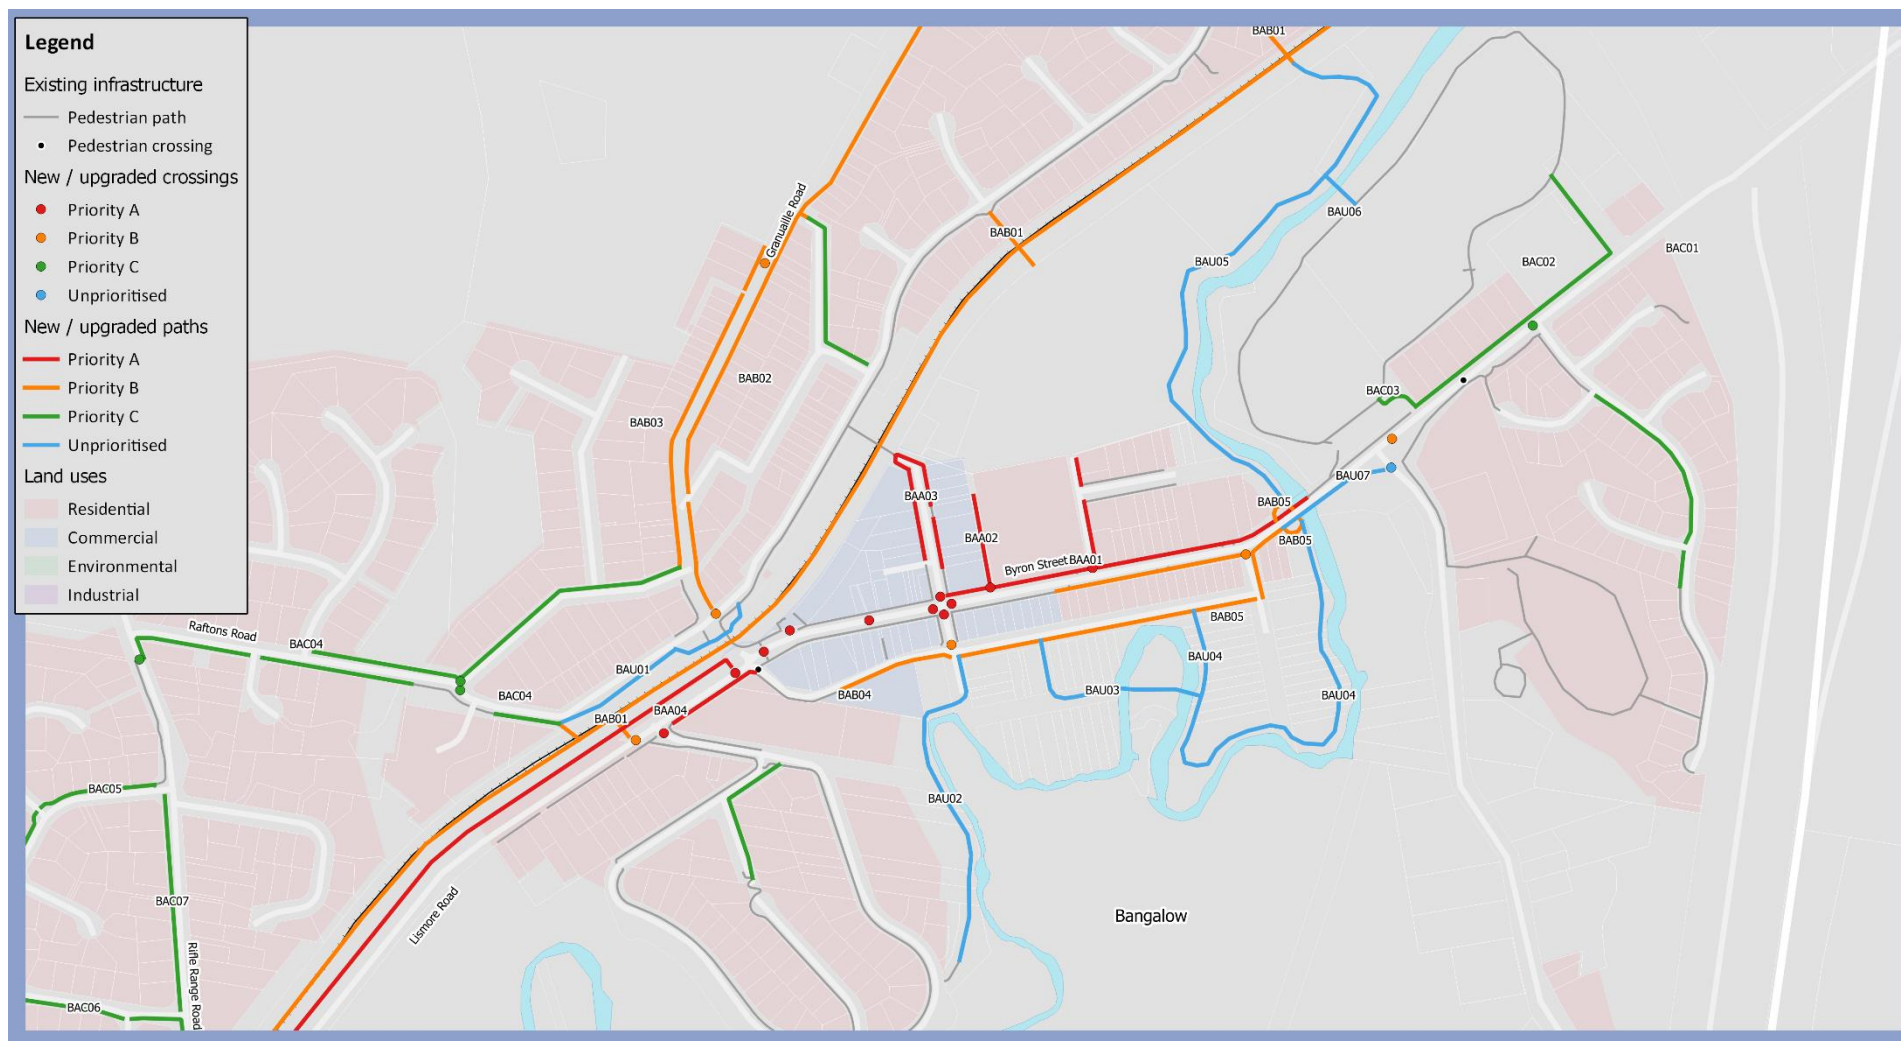 Legend
Existing infrastructure
Pedestrian path
Pedestrian crossing
New / upgraded crossings
Priority A
Priority B
Priority C
Unprioritised
New / upgraded paths
Priority A
Priority B
Priority C
Unprioritised
Land uses
Residential
Commercial
Environmental
Industrial
BAB01
Granuaille Road
BAU06
BAB01
BAC01
BAU05
BAC02
BAB02
BAC03
BAB03
BAU07
BAA03
BAB05
BAA02
BAB05
Byron Street
BAA01
BAB05
Raftons Road
BAC04
BAU01
BAU04
BAC04
BAB04
BAU03
BAU04
BAB01
BAA04
BAC05
BAU02
BAC07
Lismore Road
Bangalow
Rifle Range Road
BAC06